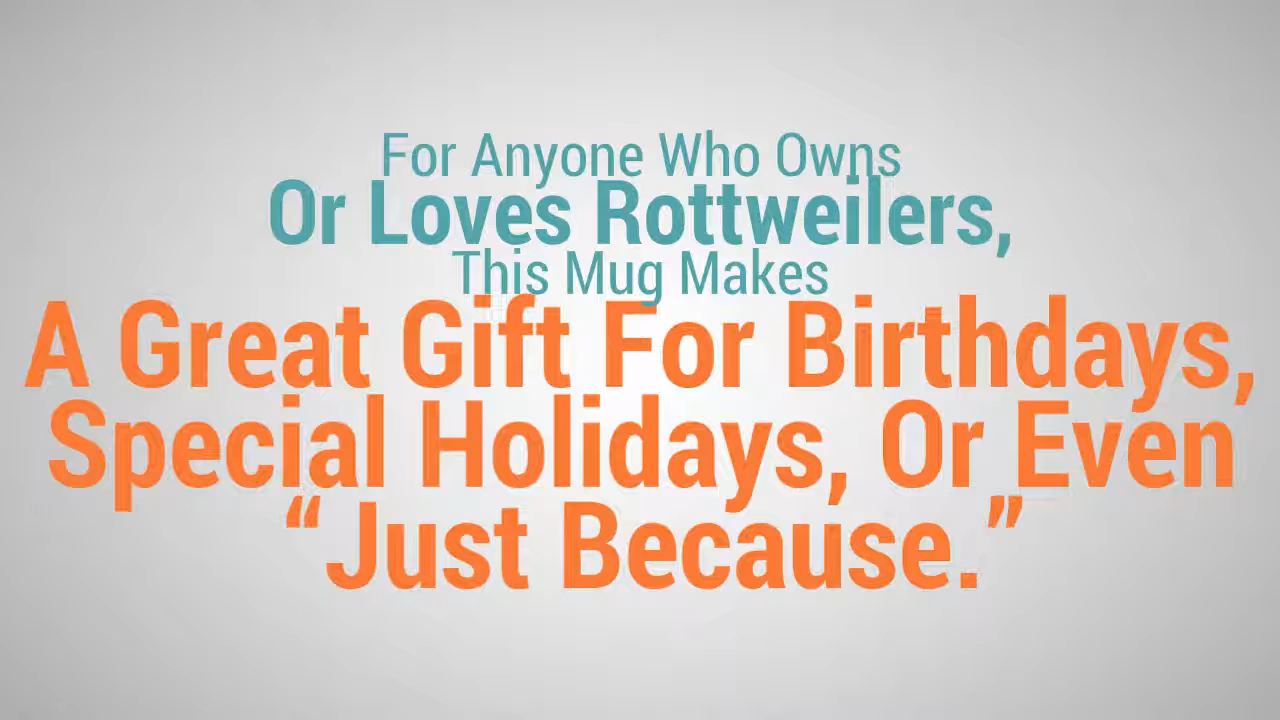 For Anyone Who Owns
Or Loves Rottweilers,
This Mug Makes
A Great Gift For Birthdays,
Special Holidays, Or Even
“Just Because.”